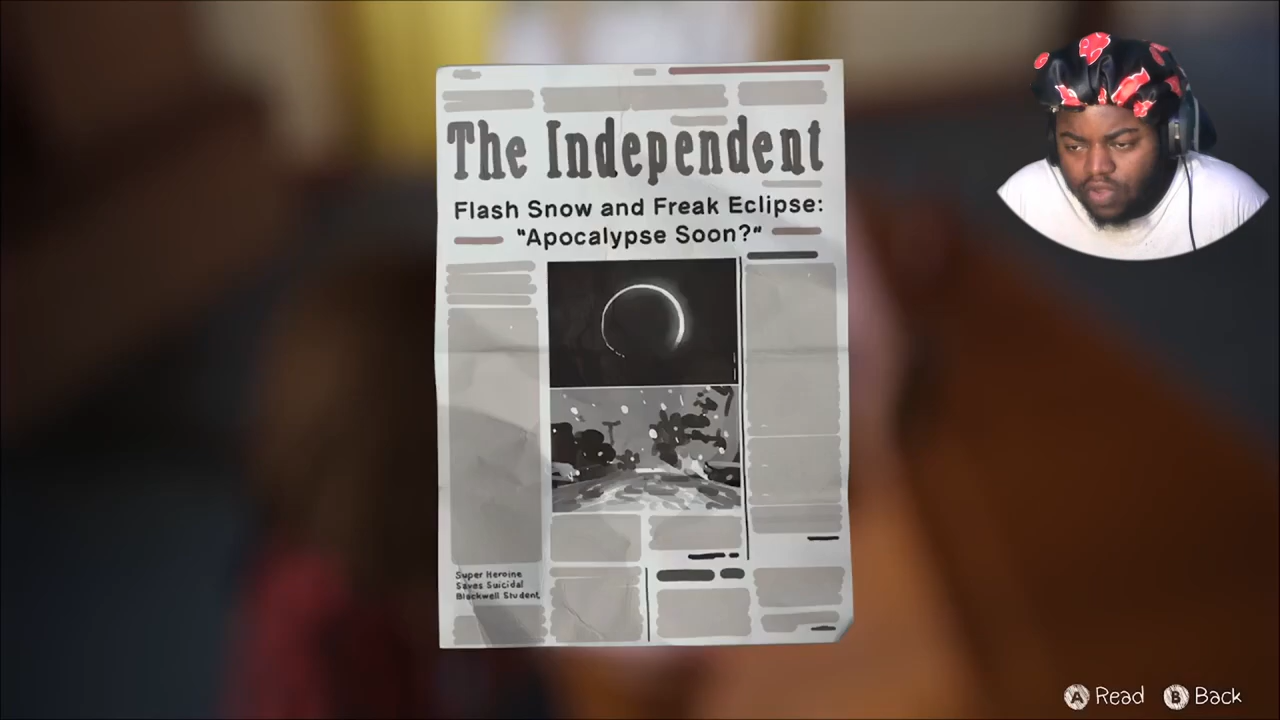 The Independent
Flash Snow and Freak Eclipse:
"Apocalypse Soon?"
Super Heroine
Saves Suicidal
Blackwell Student
A Read B Back